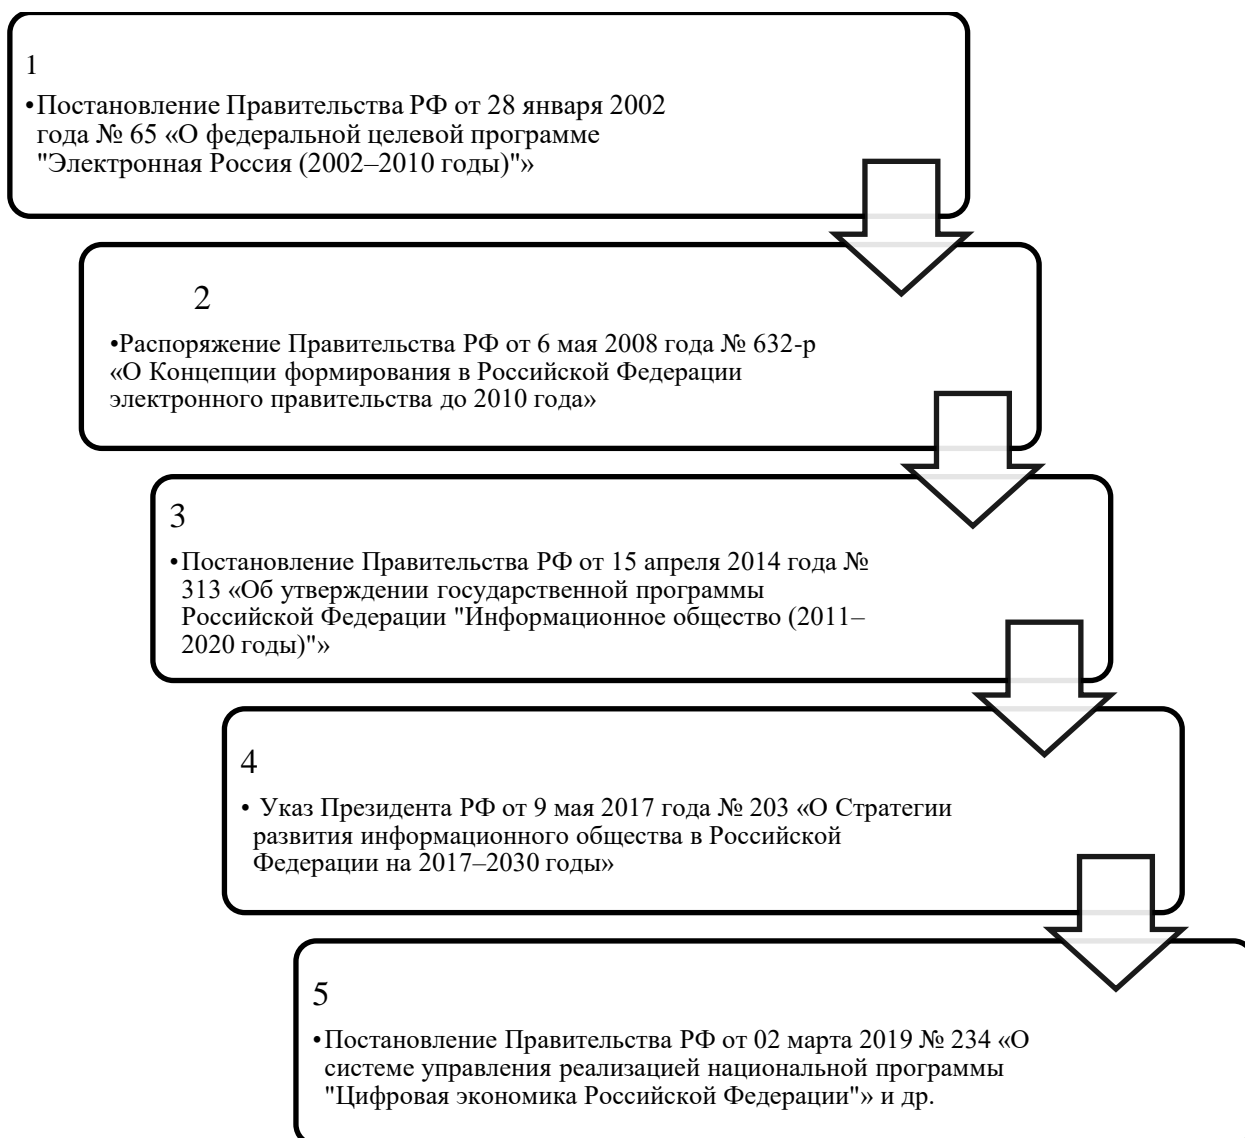 1
•Постановление Правительства РФ от 28 января 2002
года № 65 «О федеральной целевой программе
"Электронная Россия (2002–2010 годы)"»
2
•Распоряжение Правительства РФ от 6 мая 2008 года № 632-р
«О Концепции формирования в Российской Федерации
электронного правительства до 2010 года»
3
•Постановление Правительства РФ от 15 апреля 2014 года №
313 «Об утверждении государственной программы
Российской Федерации "Информационное общество (2011–
2020 годы)"»
4
• Указ Президента РФ от 9 мая 2017 года № 203 «О Стратегии
развития информационного общества в Российской
Федерации на 2017–2030 годы»
5
•Постановление Правительства РФ от 02 марта 2019 № 234 «О
системе управления реализацией национальной программы
"Цифровая экономика Российской Федерации"» и др.